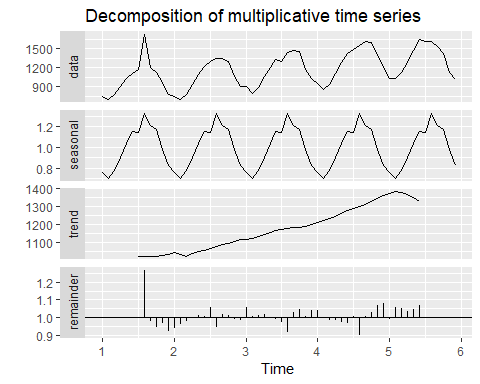 Decomposition of multiplicative time series
data
1500
1200
900
seasonal
1.2
1.0
0.8
trend
1400
1300
1200
1100
remainder
1.2
1.1
1.0
0.9
1 2 3 4 5 6
Time